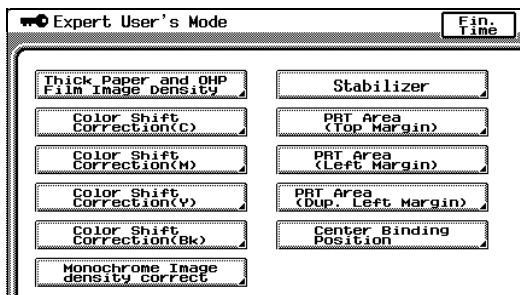 Expert User's Mode
Fin.
Time
Thick Paper and OHP
Film Image Density
Stabilizer
Color Shift
Correction(C)
PRT Area
(Top Margin)
Color Shift
Correction(M)
PRT Area
(Left Margin)
Color Shift
Correction(Y)
PRT Area
(Dup. Left Margin)
Color Shift
Correction(Bk)
Center Binding
Position
Monochrome Image
density correct